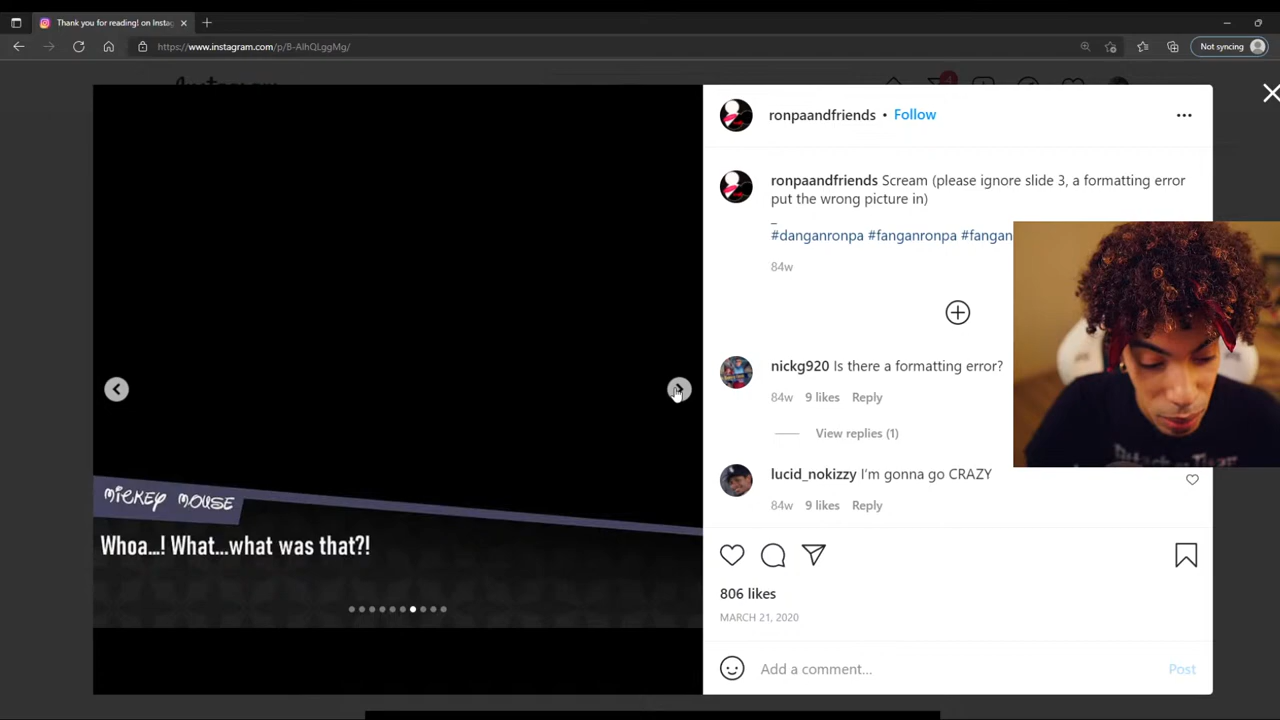 Thank you for reading! on Instag
https://www.instagram.com/p/B-AlhQLggMg/
Not syncing
Instagram
4
ronpaandfriends • Follow
ronpaandfriends Scream (please ignore slide 3, a formatting error
put the wrong picture in)
_
#danganronpa #fanganronpa #fangan
84w
nickg920 Is there a formatting error?
84w 9 likes Reply
View replies (1)
lucid_nokizzy I'm gonna go CRAZY
84w 9 likes Reply
MICKEY MOUSE
Whoa...! What...what was that?!
806 likes
MARCH 21, 2020
Add a comment...
Post